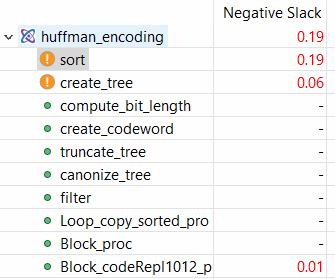 Negative Slack
huffman_encoding 0.19
sort 0.19
create_tree 0.06
compute_bit_length -
create_codeword -
truncate_tree -
canonize_tree -
filter -
Loop_copy_sorted_pro -
Block_proc -
Block_codeRepl1012_p 0.01